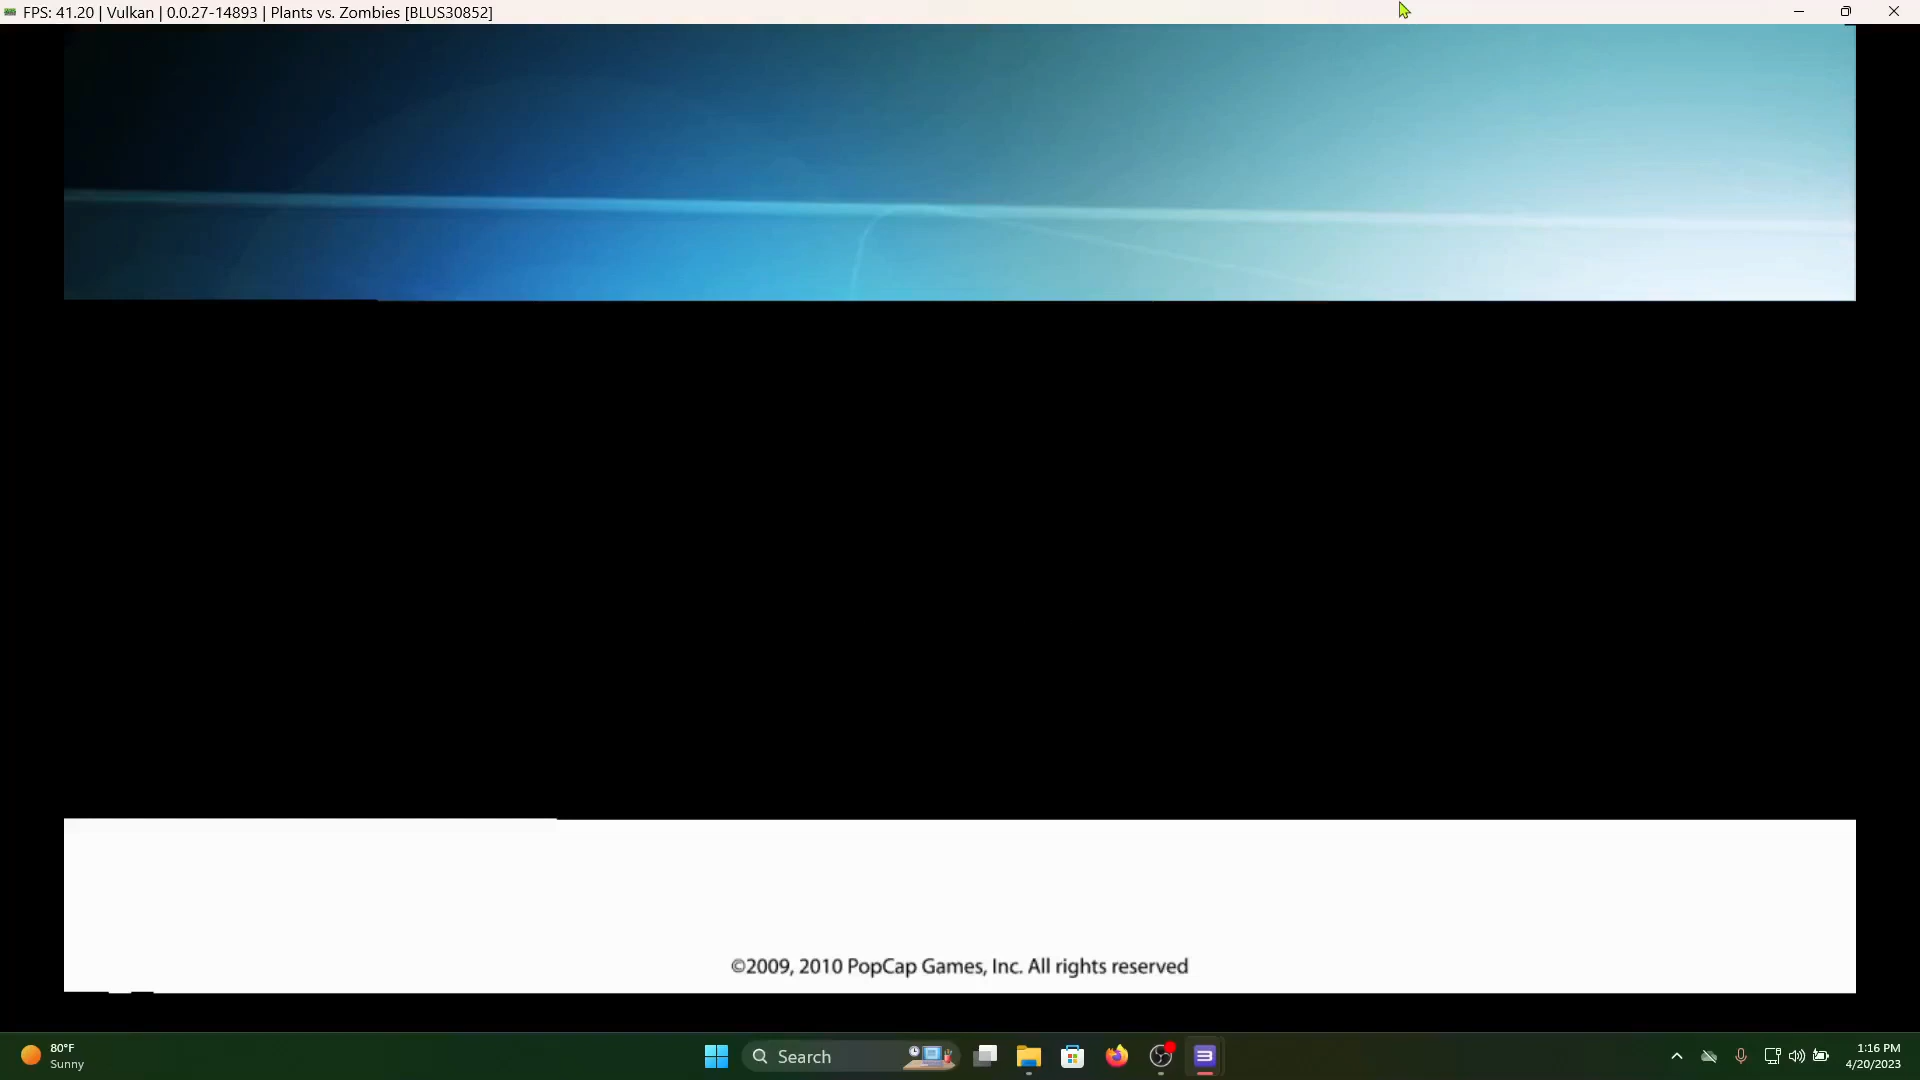 FPS: 41.20 | Vulkan | 0.0.27-14893 | Plants vs. Zombies [BLUS30852]
©2009, 2010 PopCap Games, Inc. All rights reserved
80°F
Sunny
Search
1:16 PM
4/20/2023